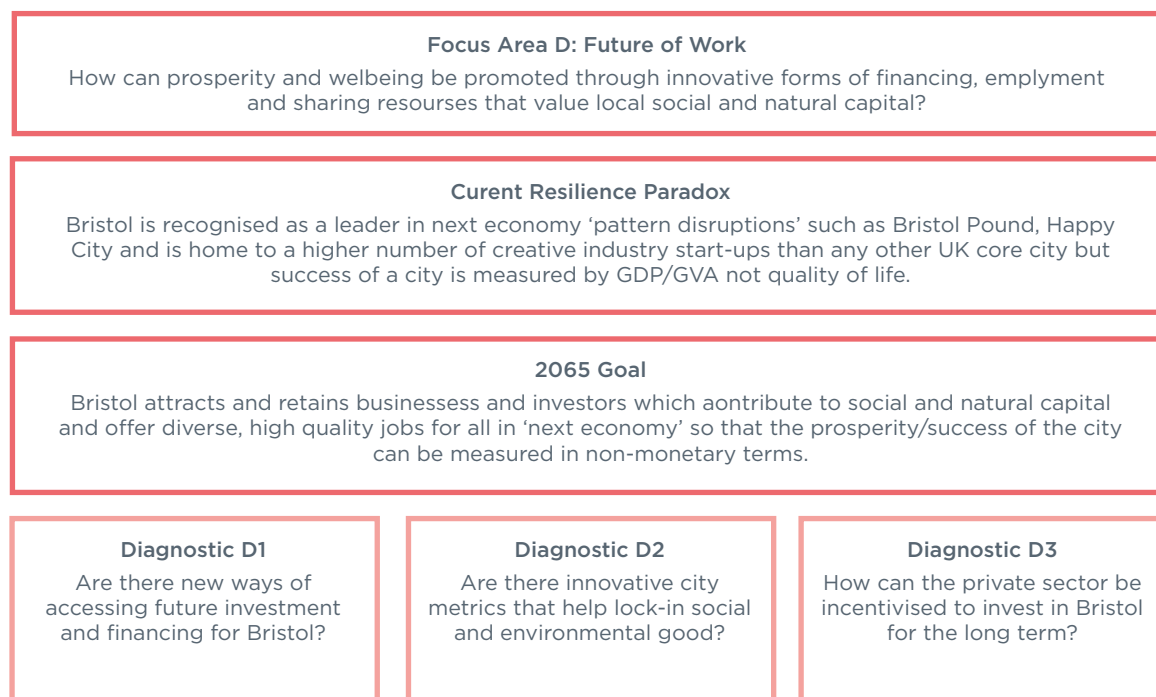 Focus Area D: Future of Work
How can prosperity and welbeing be promoted through innovative forms of financing, emplyment
and sharing resourses that value local social and natural capital?
Curent Resilience Paradox
Bristol is recognised as a leader in next economy ‘pattern disruptions’ such as Bristol Pound, Happy
City and is home to a higher number of creative industry start-ups than any other UK core city but
success of a city is measured by GDP/GVA not quality of life.
2065 Goal
Bristol attracts and retains businessess and investors which aontribute to social and natural capital
and offer diverse, high quality jobs for all in ‘next economy’ so that the prosperity/success of the city
can be measured in non-monetary terms.
Diagnostic D1
Are there new ways of
accessing future investment
and financing for Bristol?
Diagnostic D2
Are there innovative city
metrics that help lock-in social
and environmental good?
Diagnostic D3
How can the private sector be
incentivised to invest in Bristol
for the long term?